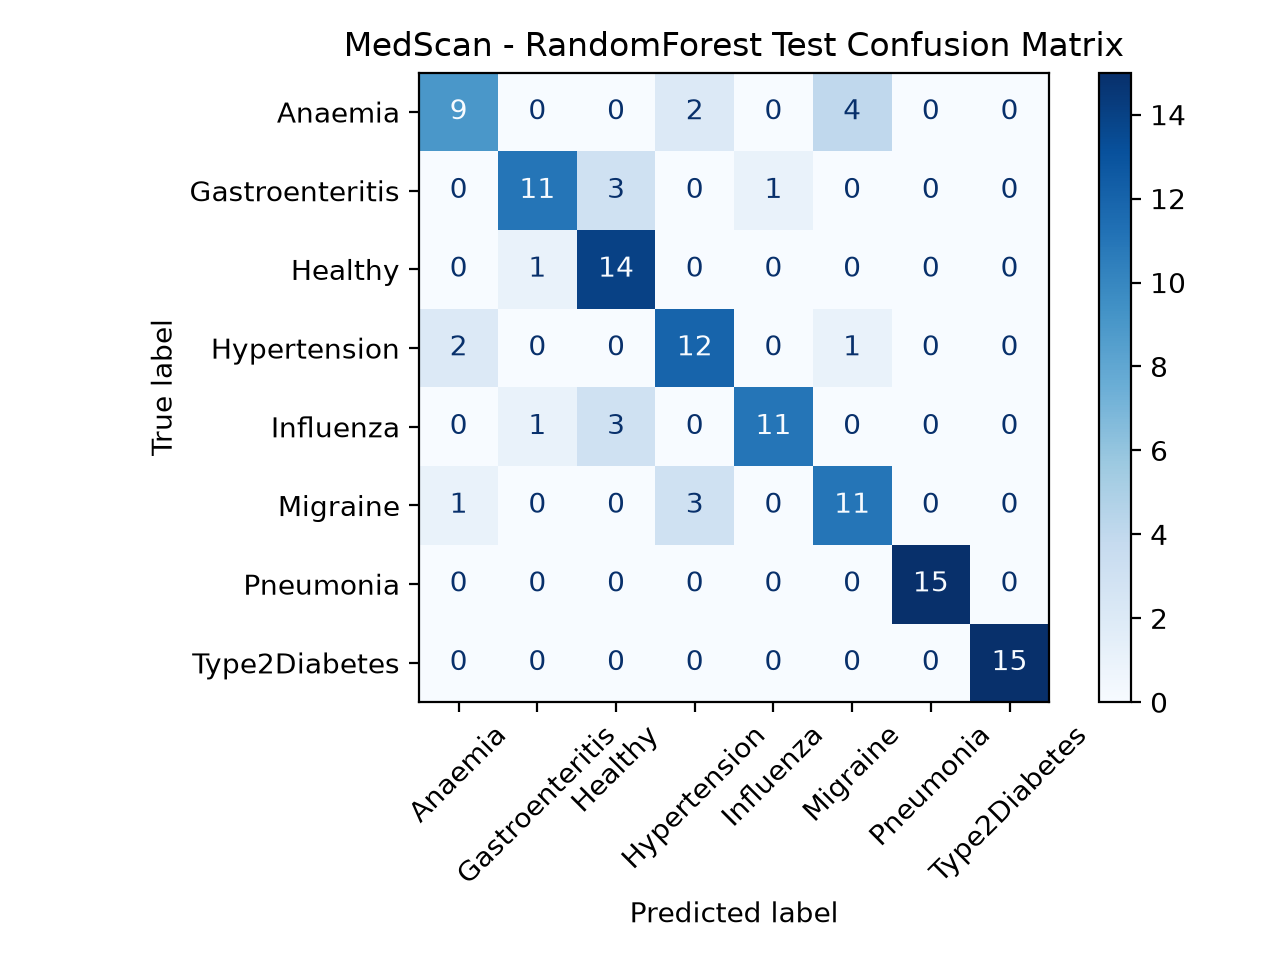 MedScan - RandomForest Test Confusion Matrix
Anaemia 9 0 0 2 0 4 0 0
Gastroenteritis 0 11 3 0 1 0 0 0
Healthy 0 1 14 0 0 0 0 0
Hypertension 2 0 0 12 0 1 0 0
Influenza 0 1 3 0 11 0 0 0
Migraine 1 0 0 3 0 11 0 0
Pneumonia 0 0 0 0 0 0 15 0
Type2Diabetes 0 0 0 0 0 0 0 15
True label
Anaemia
Gastroenteritis
Healthy
Hypertension
Influenza
Migraine
Pneumonia
Type2Diabetes
Predicted label
14
12
10
8
6
4
2
0